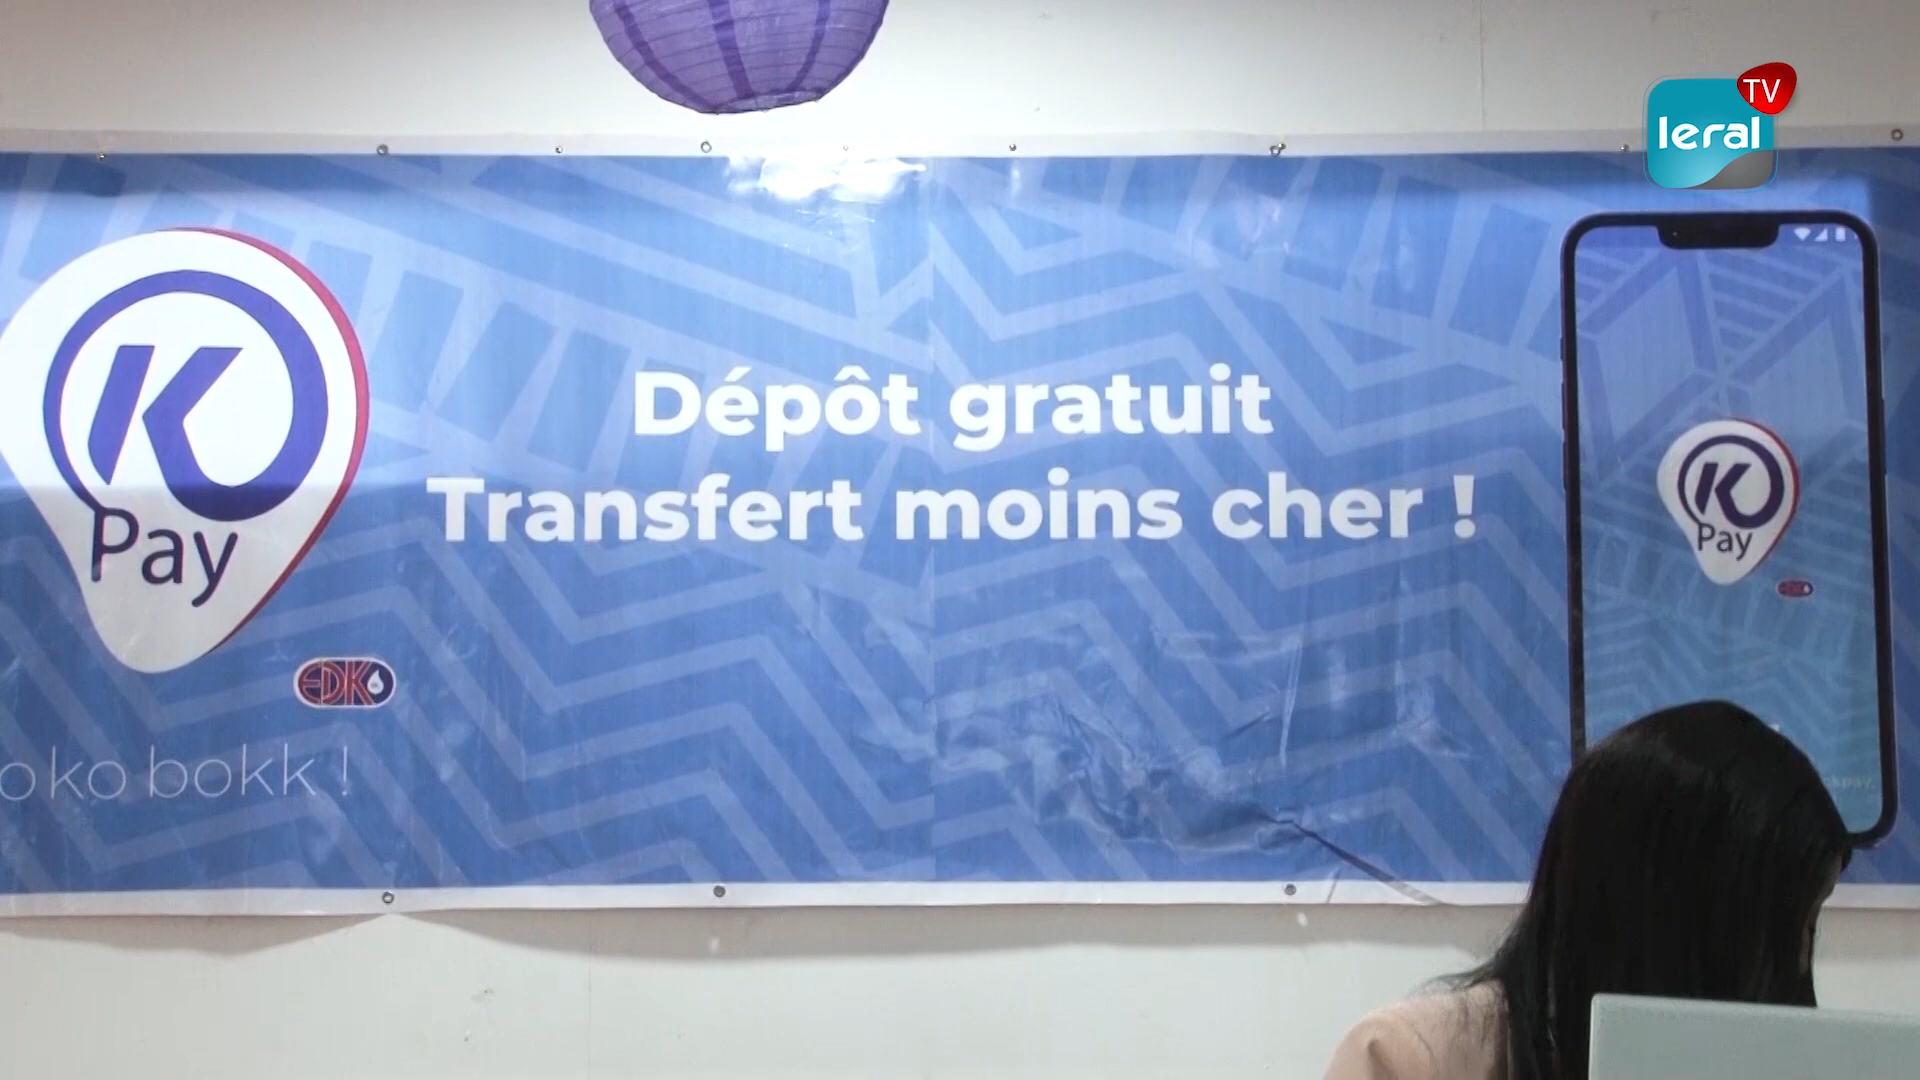 TV
leral
K
Pay
Dépôt gratuit
Transfert moins cher !
K
Pay
EDK
oko bokk !